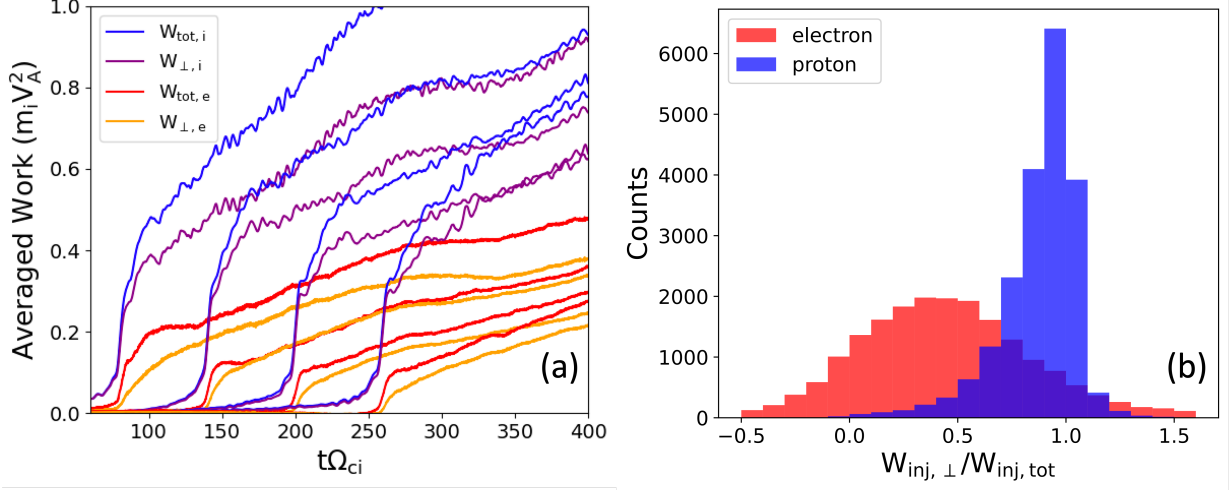 W_tot, i
W_⊥, i
W_tot, e
W_⊥, e
Averaged Work (m_i V_A^2)
1.0
0.8
0.6
0.4
0.2
0.0
100 150 200 250 300 350 400
tΩ_ci
(a)
electron
proton
Counts
6000
5000
4000
3000
2000
1000
0
−0.5 0.0 0.5 1.0 1.5
W_inj, ⊥/W_inj, tot
(b)